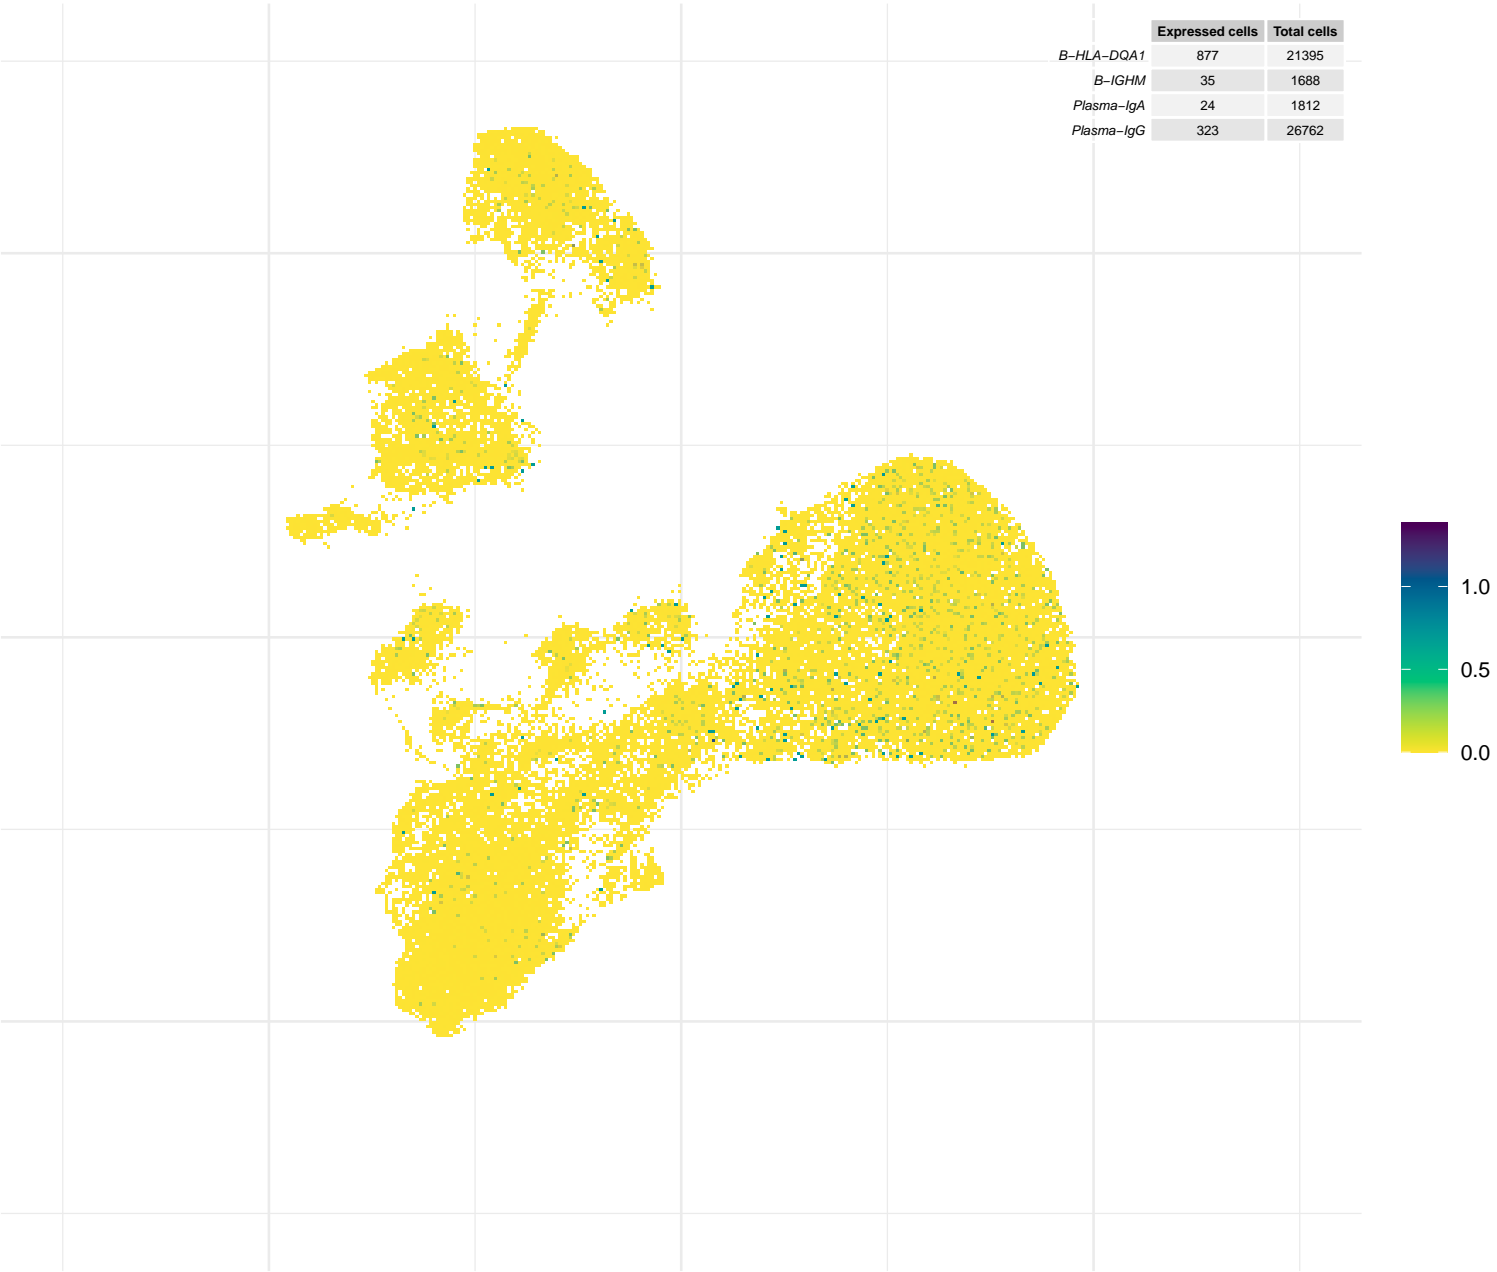 Expressed cells Total cells
B−HLA−DQA1 877 21395
B−IGHM 35 1688
Plasma−IgA 24 1812
Plasma−IgG 323 26762
1.0
0.5
0.0